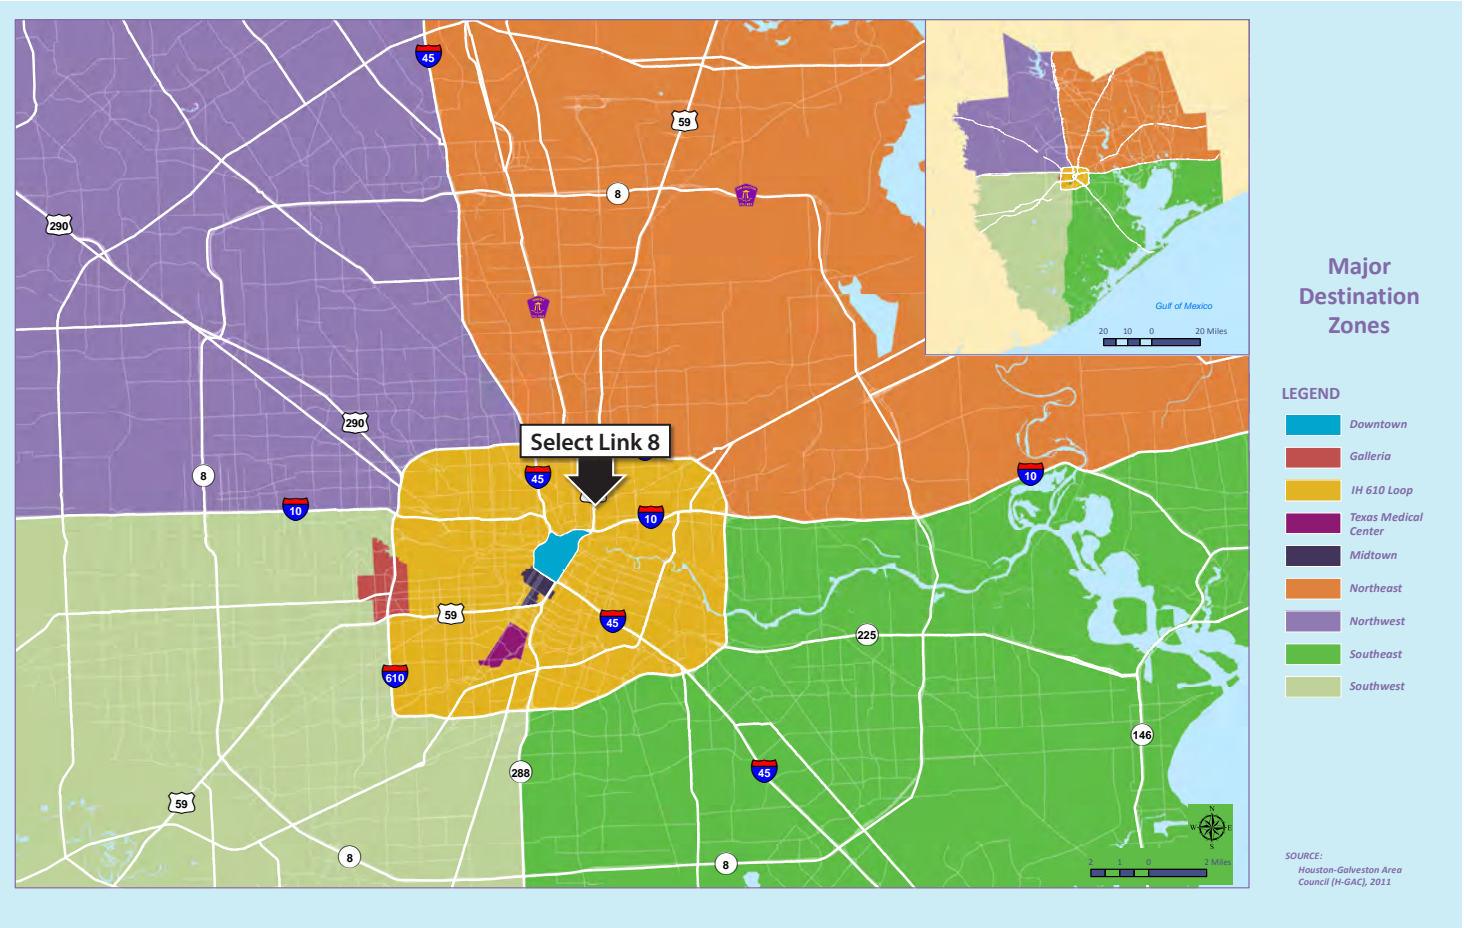 45
59
8
290
290
8
10
Select Link 8
45
10
10
59
45
610
225
288
45
146
59
8
8
N
W
E
S
2
1
0
2 Miles
Gulf of Mexico
20
10
0
20 Miles
Major
Destination
Zones
LEGEND
Downtown
Galleria
IH 610 Loop
Texas Medical
Center
Midtown
Northeast
Northwest
Southeast
Southwest
SOURCE:
Houston-Galveston Area
Council (H-GAC), 2011